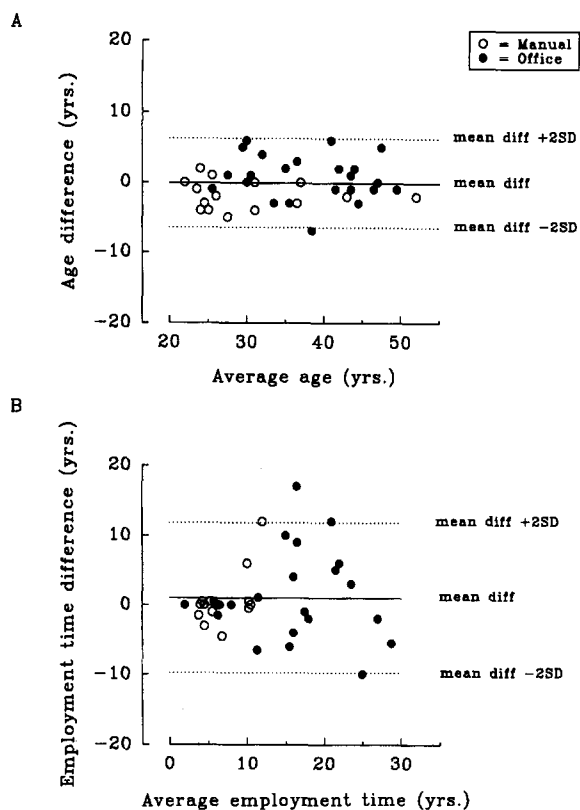 A
○ = Manual
● = Office
Age difference (yrs.)
20
10
0
-10
-20
mean diff +2SD
mean diff
mean diff -2SD
20 30 40 50
Average age (yrs.)
B
Employment time difference (yrs.)
20
10
0
-10
-20
mean diff +2SD
mean diff
mean diff -2SD
0 10 20 30
Average employment time (yrs.)